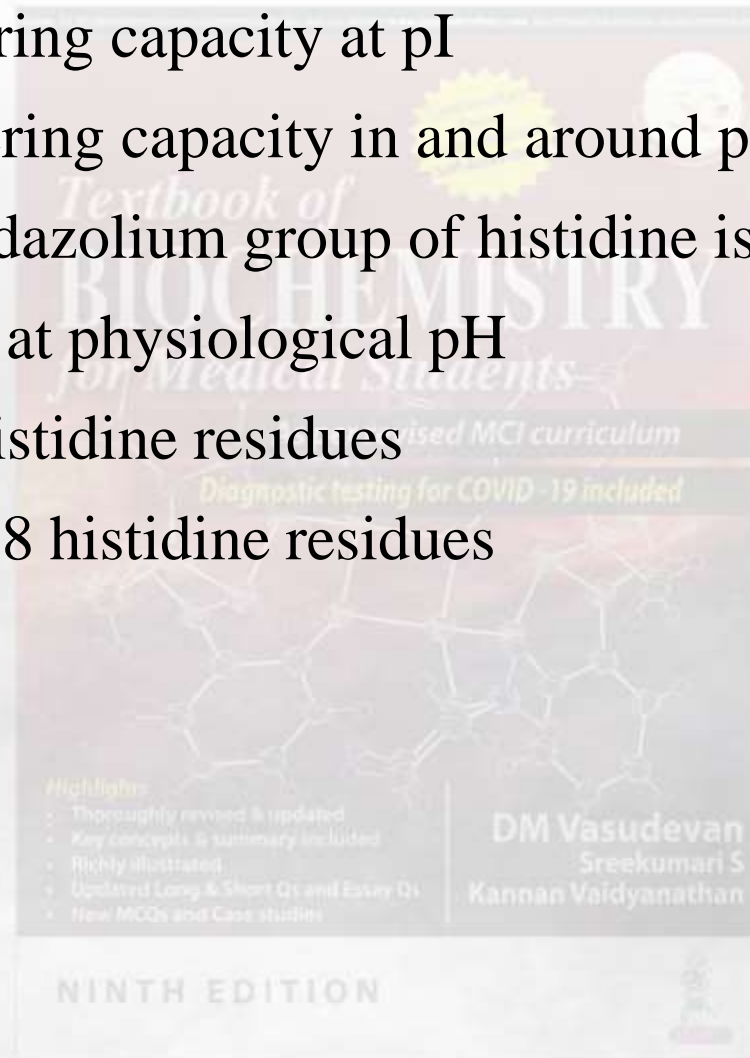 ring capacity at pI
ring capacity in and around p
Textbook of
dazolium group of histidine is
BIOCHEMISTRY
at physiological pH
for Medical Students
istidine residues
vised MCI curriculum
Diagnostic testing for COVID -19 included
8 histidine residues
Highlights
• Thoroughly revised & updated
• Key concepts & summary included
• Richly illustrated
• Updated Long & Short Qs and Essay Qs
• New MCQs and Case studies
DM Vasudevan
Sreekumari S
Kannan Vaidyanathan
NINTH EDITION